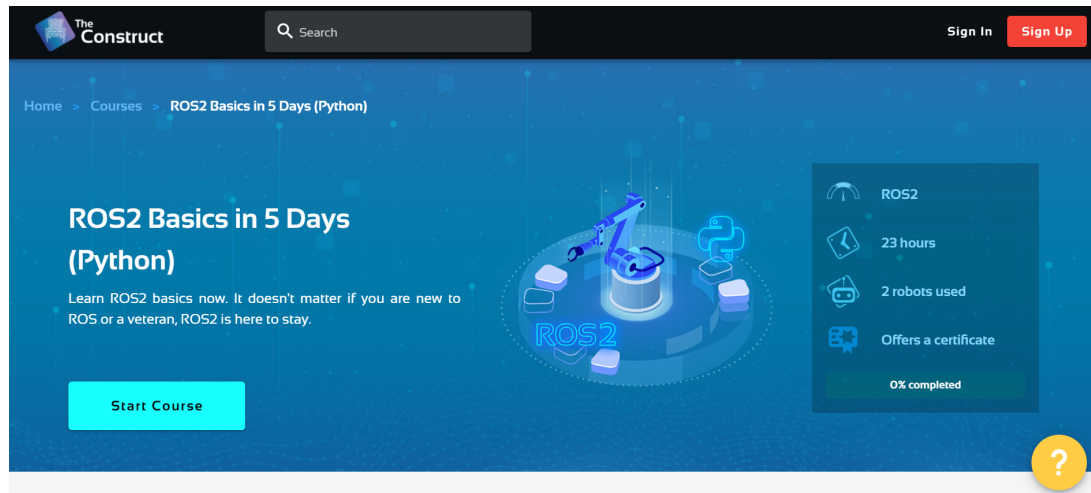 The
Construct
Search
Sign In
Sign Up
Home > Courses > ROS2 Basics in 5 Days (Python)
ROS2 Basics in 5 Days
(Python)
Learn ROS2 basics now. It doesn't matter if you are new to
ROS or a veteran, ROS2 is here to stay.
Start Course
ROS2
ROS2
23 hours
2 robots used
Offers a certificate
0% completed
?